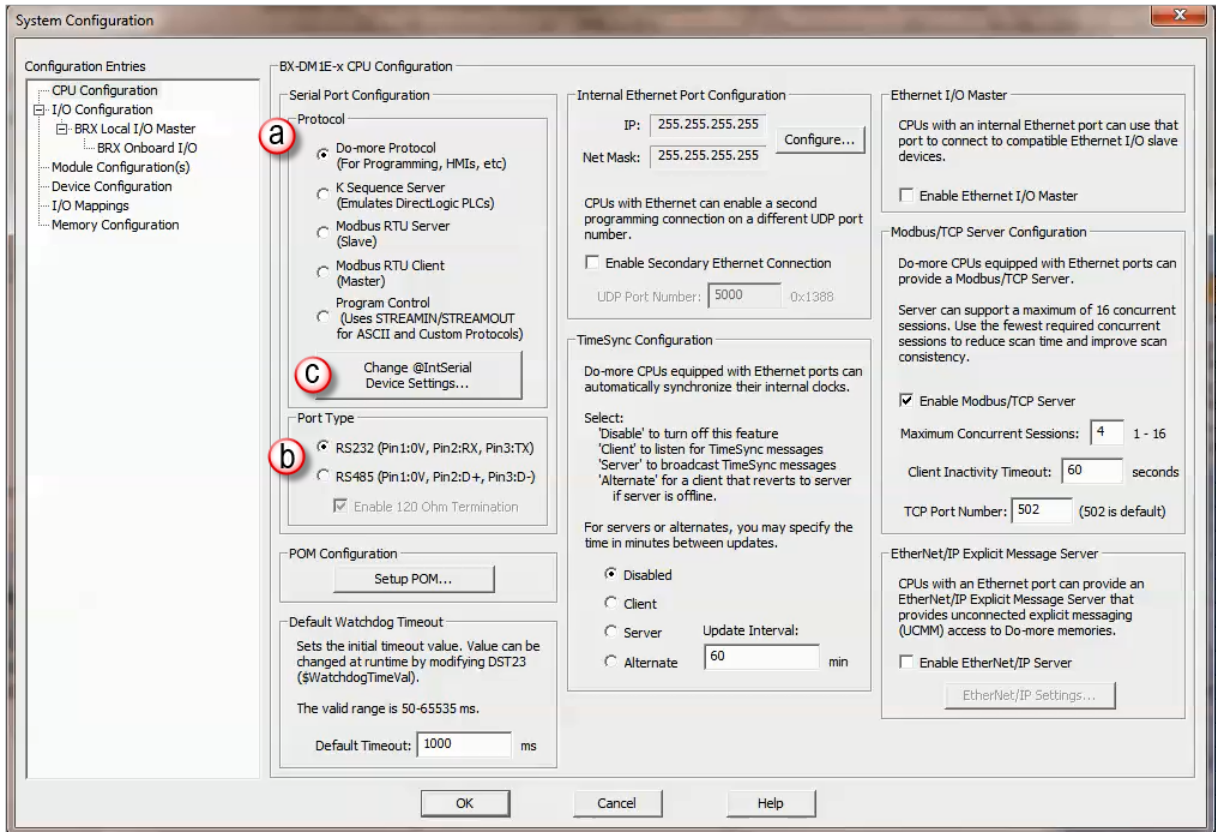 System Configuration
Configuration Entries
CPU Configuration
I/O Configuration
BRX Local I/O Master
BRX Onboard I/O
Module Configuration(s)
Device Configuration
I/O Mappings
Memory Configuration
BX-DM1E-x CPU Configuration
Serial Port Configuration
Protocol
a
Do-more Protocol
(For Programming, HMIs, etc)
K Sequence Server
(Emulates DirectLogic PLCs)
Modbus RTU Server
(Slave)
Modbus RTU Client
(Master)
Program Control
(Uses STREAMIN/STREAMOUT
for ASCII and Custom Protocols)
c
Change @IntSerial
Device Settings...
Port Type
b
RS232 (Pin1:0V, Pin2:RX, Pin3:TX)
RS485 (Pin1:0V, Pin2:D+, Pin3:D-)
Enable 120 Ohm Termination
POM Configuration
Setup POM...
Default Watchdog Timeout
Sets the initial timeout value. Value can be
changed at runtime by modifying DST23
($WatchdogTimeVal).
The valid range is 50-65535 ms.
Default Timeout: 1000 ms
Internal Ethernet Port Configuration
IP: 255.255.255.255
Configure...
Net Mask: 255.255.255.255
CPUs with Ethernet can enable a second
programming connection on a different UDP port
number.
Enable Secondary Ethernet Connection
UDP Port Number: 5000 0x1388
TimeSync Configuration
Do-more CPUs equipped with Ethernet ports can
automatically synchronize their internal clocks.
Select:
'Disable' to turn off this feature
'Client' to listen for TimeSync messages
'Server' to broadcast TimeSync messages
'Alternate' for a client that reverts to server
if server is offline.
For servers or alternates, you may specify the
time in minutes between updates.
Disabled
Client
Server Update Interval:
Alternate 60 min
Ethernet I/O Master
CPUs with an internal Ethernet port can use that
port to connect to compatible Ethernet I/O slave
devices.
Enable Ethernet I/O Master
Modbus/TCP Server Configuration
Do-more CPUs equipped with Ethernet ports can
provide a Modbus/TCP Server.
Server can support a maximum of 16 concurrent
sessions. Use the fewest required concurrent
sessions to reduce scan time and improve scan
consistency.
Enable Modbus/TCP Server
Maximum Concurrent Sessions: 4 1 - 16
Client Inactivity Timeout: 60 seconds
TCP Port Number: 502 (502 is default)
EtherNet/IP Explicit Message Server
CPUs with an Ethernet port can provide an
EtherNet/IP Explicit Message Server that
provides unconnected explicit messaging
(UCMM) access to Do-more memories.
Enable EtherNet/IP Server
EtherNet/IP Settings...
OK
Cancel
Help